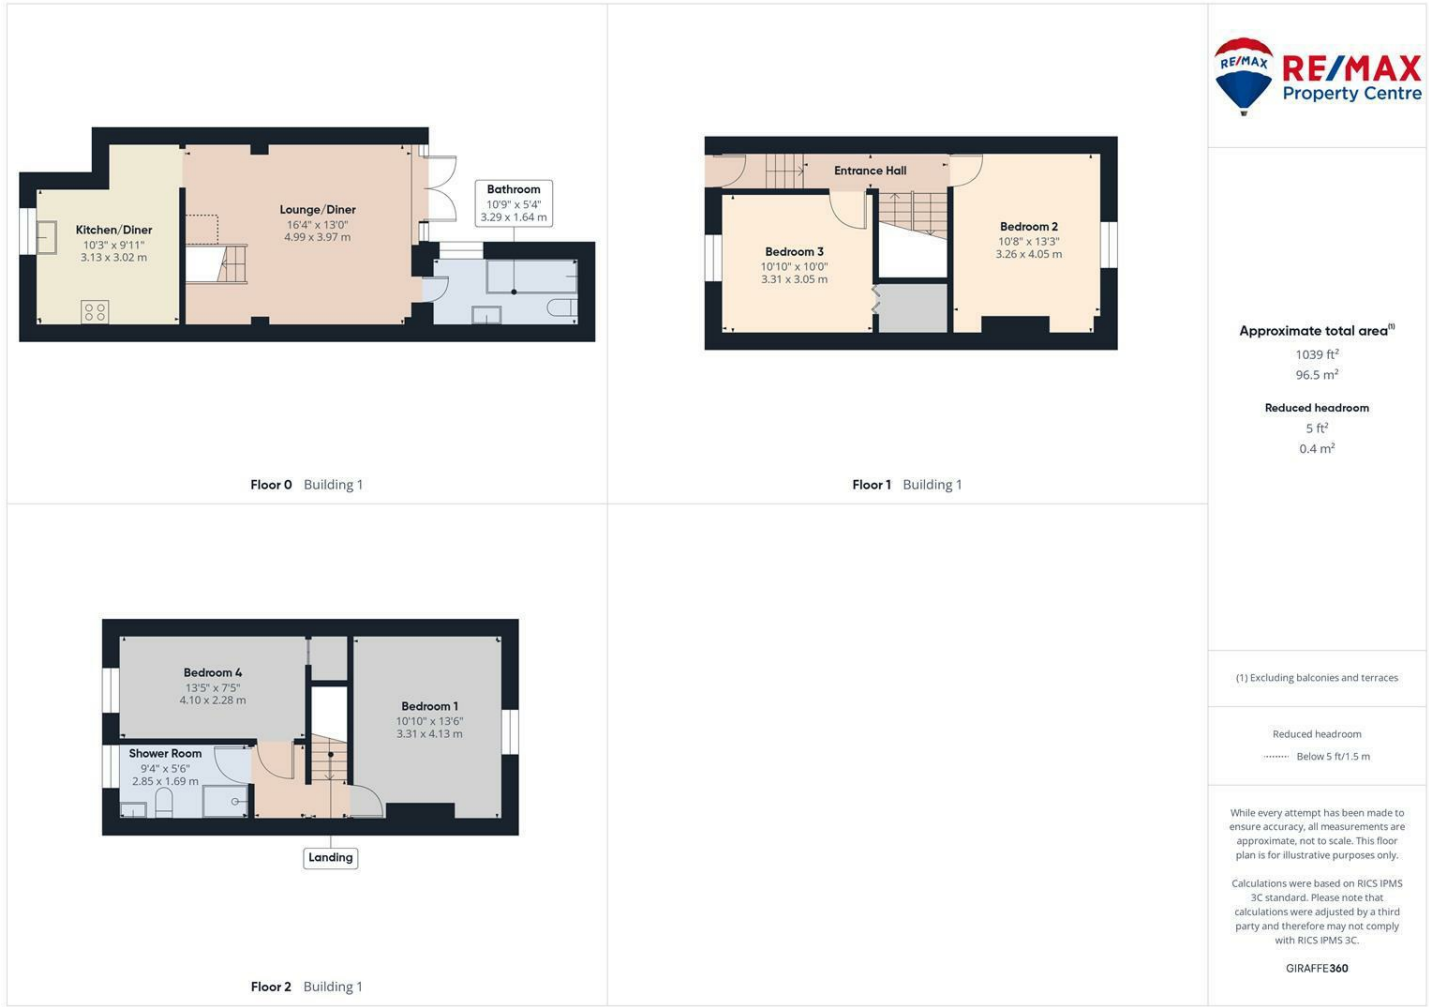 RE/MAX
RE/MAX
Property Centre
Kitchen/Diner
10'3" x 9'11"
3.13 x 3.02 m
Lounge/Diner
16'4" x 13'0"
4.99 x 3.97 m
Bathroom
10'9" x 5'4"
3.29 x 1.64 m
Floor 0 Building 1
Entrance Hall
Bedroom 3
10'10" x 10'0"
3.31 x 3.05 m
Bedroom 2
10'8" x 13'3"
3.26 x 4.05 m
Floor 1 Building 1
Bedroom 4
13'5" x 7'5"
4.10 x 2.28 m
Shower Room
9'4" x 5'6"
2.85 x 1.69 m
Bedroom 1
10'10" x 13'6"
3.31 x 4.13 m
Landing
Floor 2 Building 1
Approximate total area(1)
1039 ft²
96.5 m²
Reduced headroom
5 ft²
0.4 m²
(1) Excluding balconies and terraces
Reduced headroom
Below 5 ft/1.5 m
While every attempt has been made to
ensure accuracy, all measurements are
approximate, not to scale. This floor
plan is for illustrative purposes only.
Calculations were based on RICS IPMS
3C standard. Please note that
calculations were adjusted by a third
party and therefore may not comply
with RICS IPMS 3C.
GIRAFFE360